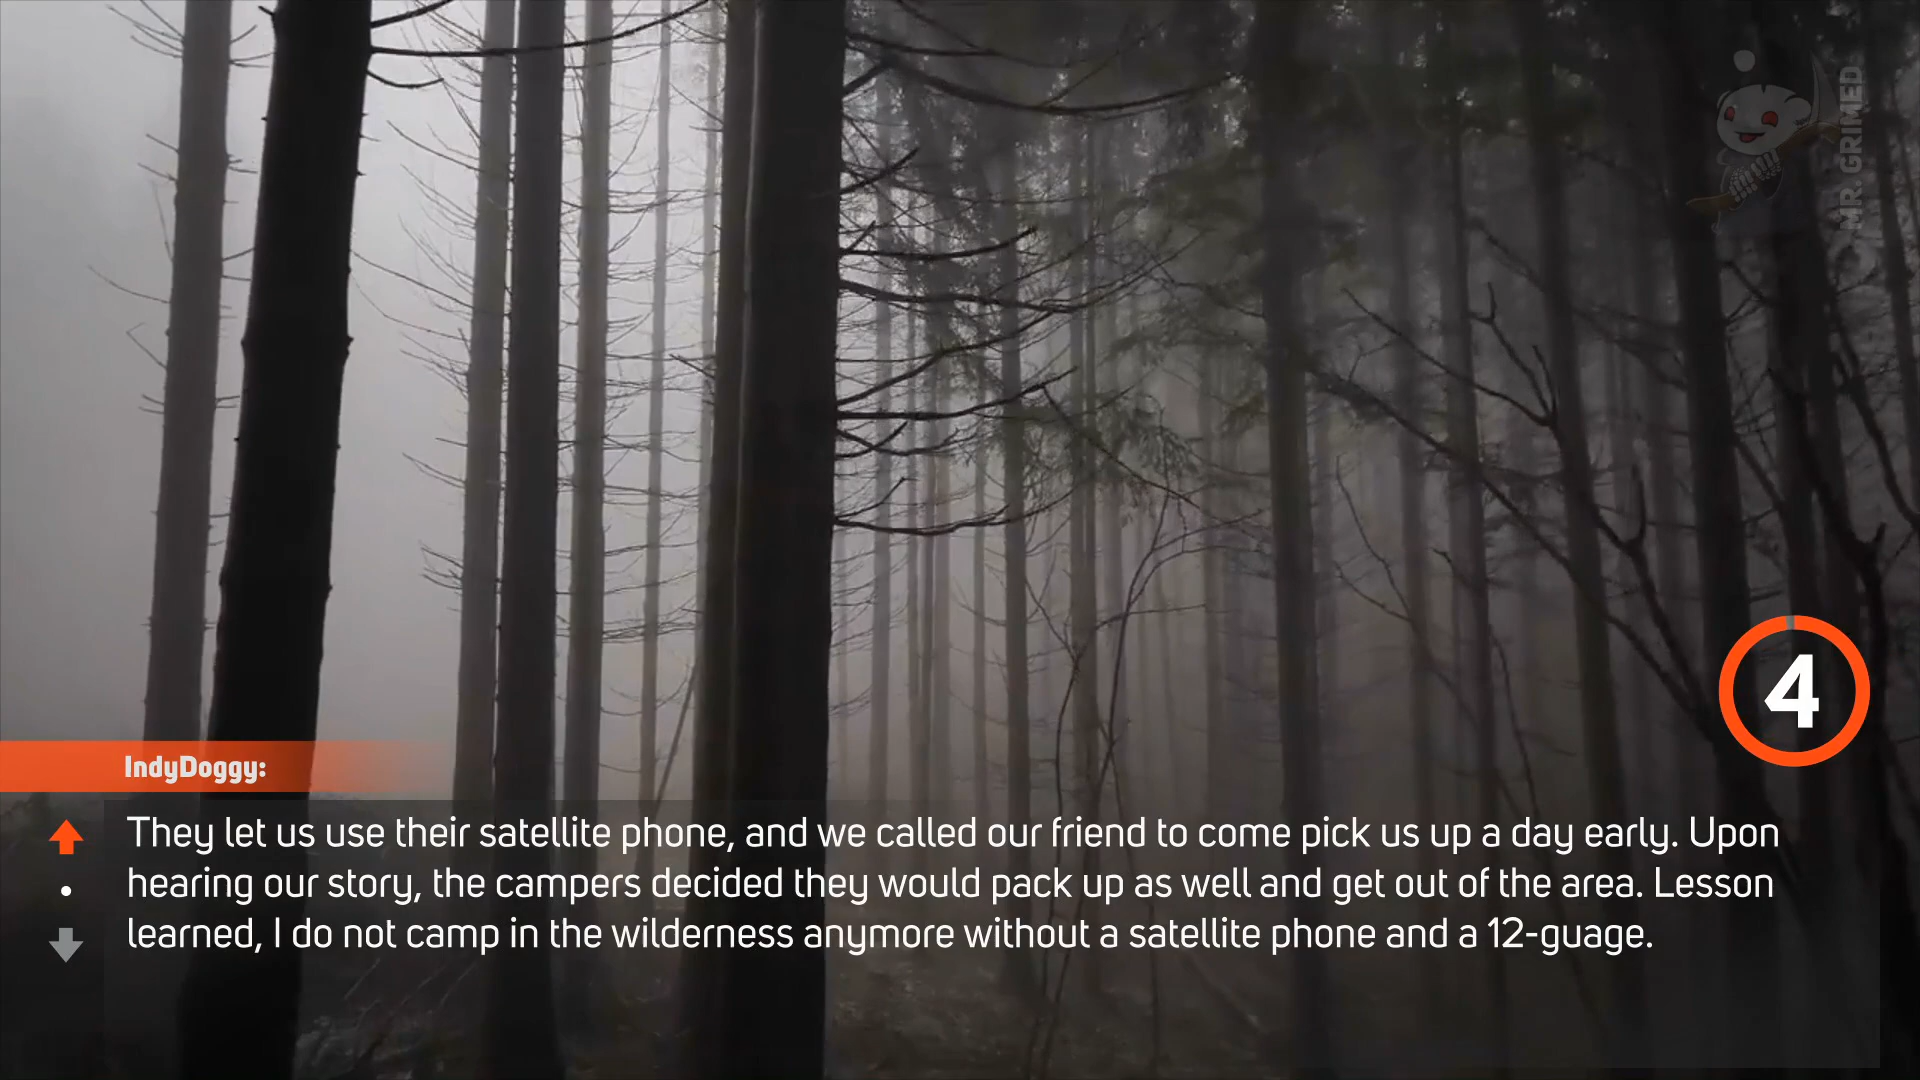 MR. GRIMED
4
IndyDoggy:
They let us use their satellite phone, and we called our friend to come pick us up a day early. Upon
hearing our story, the campers decided they would pack up as well and get out of the area. Lesson
learned, I do not camp in the wilderness anymore without a satellite phone and a 12-guage.